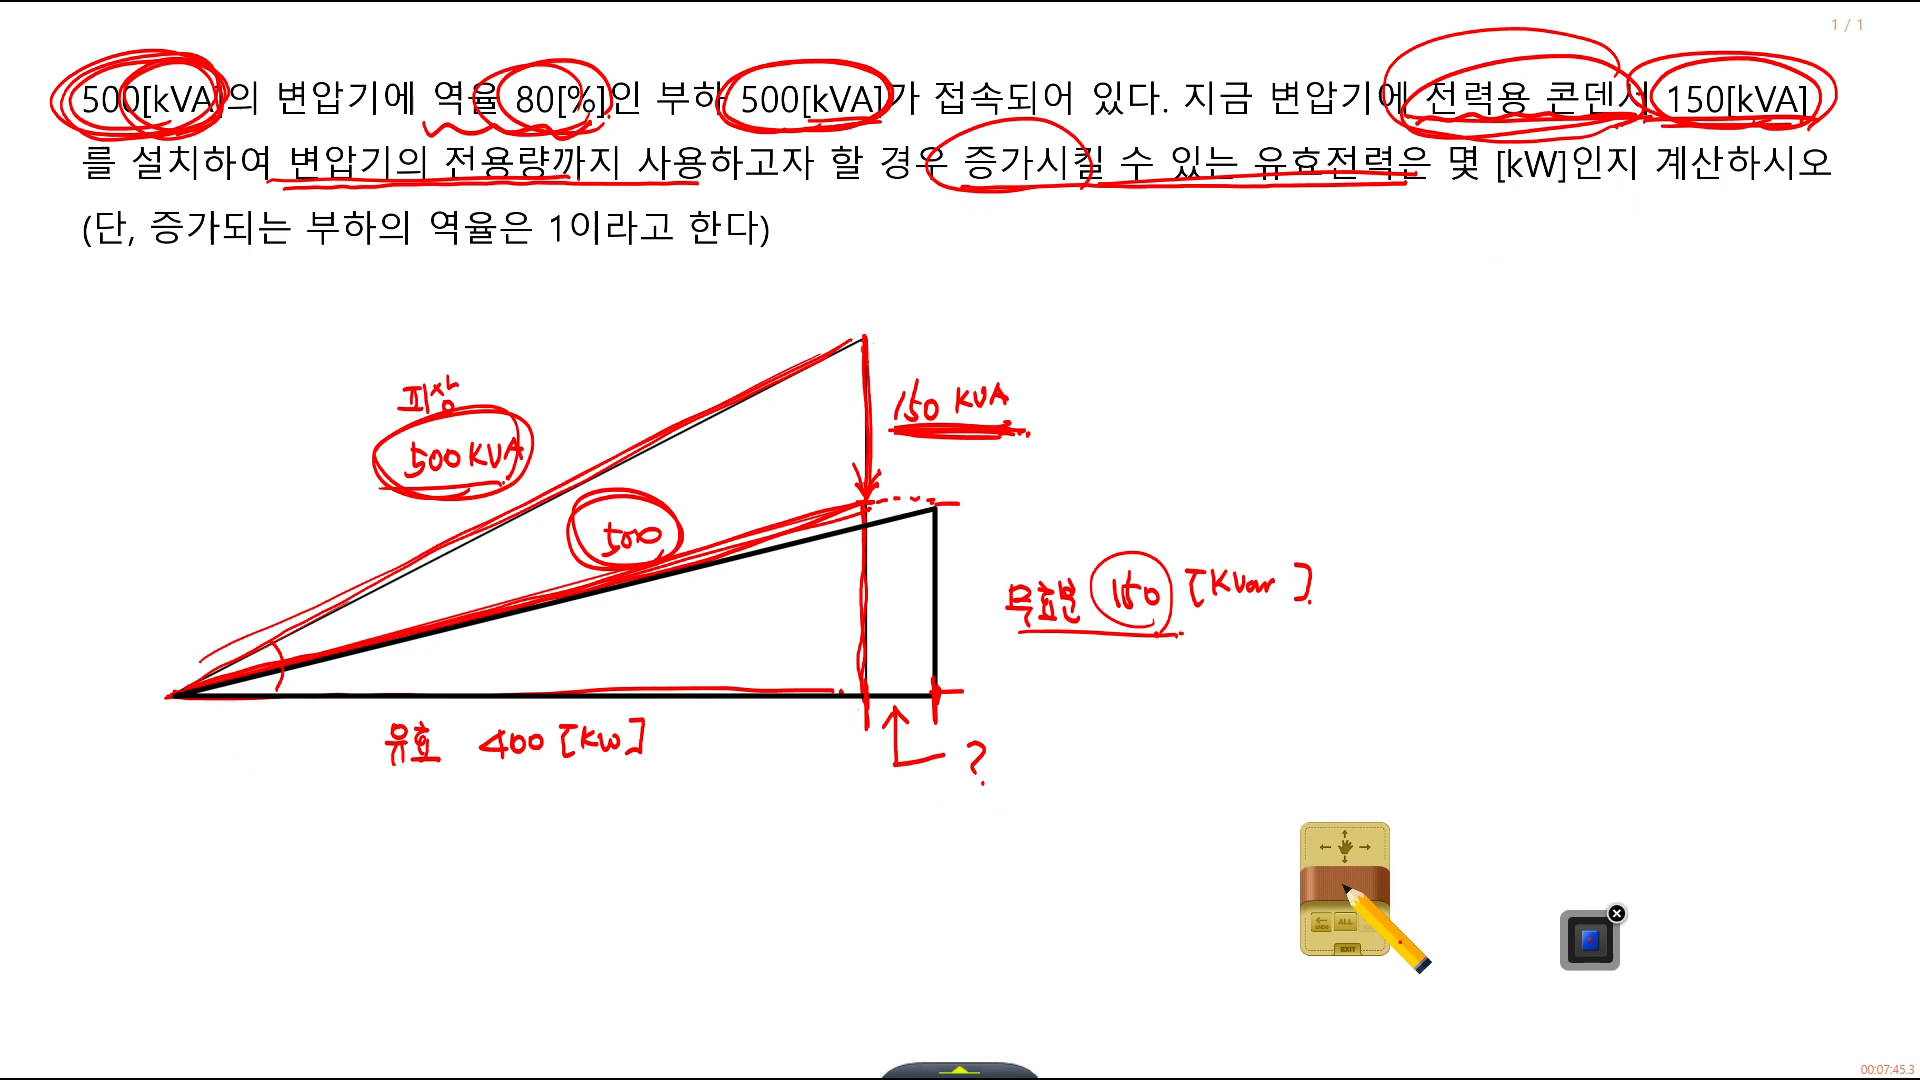 1 / 1
500[kVA]의 변압기에 역율 80[%]인 부하 500[kVA]가 접속되어 있다. 지금 변압기에 전력용 콘덴서 150[kVA]
를 설치하여 변압기의 전용량까지 사용하고자 할 경우 증가시킬 수 있는 유효전력은 몇 [kW]인지 계산하시오
(단, 증가되는 부하의 역율은 1이라고 한다)
피상
500 KVA
150 KVA
500
무효분 150 [KVar]
유효 400 [KW]
?
UNDO ALL
EXIT
00:07:45.3